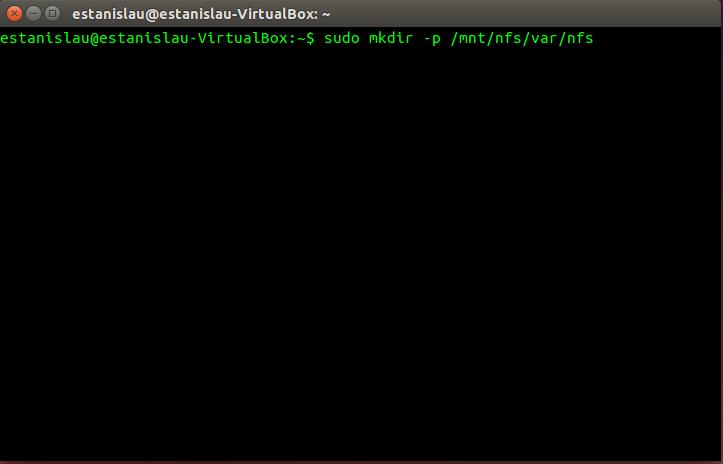 estanislau@estanislau-VirtualBox: ~
estanislau@estanislau-VirtualBox:~$ sudo mkdir -p /mnt/nfs/var/nfs